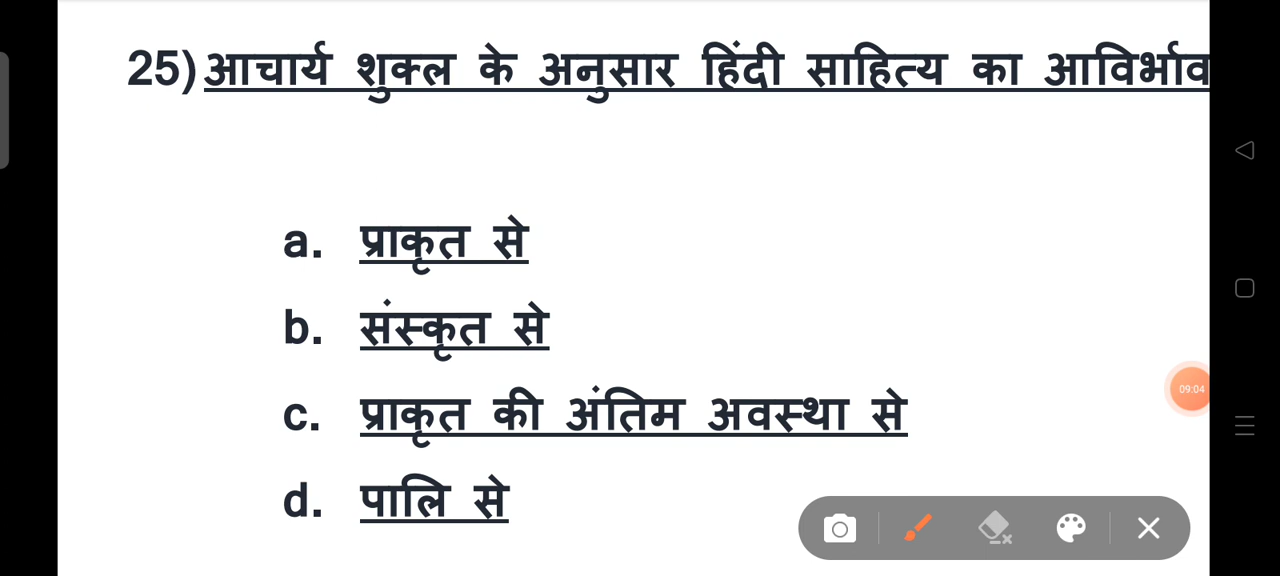 25) आचार्य शुक्ल के अनुसार हिंदी साहित्य का आविर्भाव
a. प्राकृत से
b. संस्कृत से
c. प्राकृत की अंतिम अवस्था से
d. पालि से
09:04